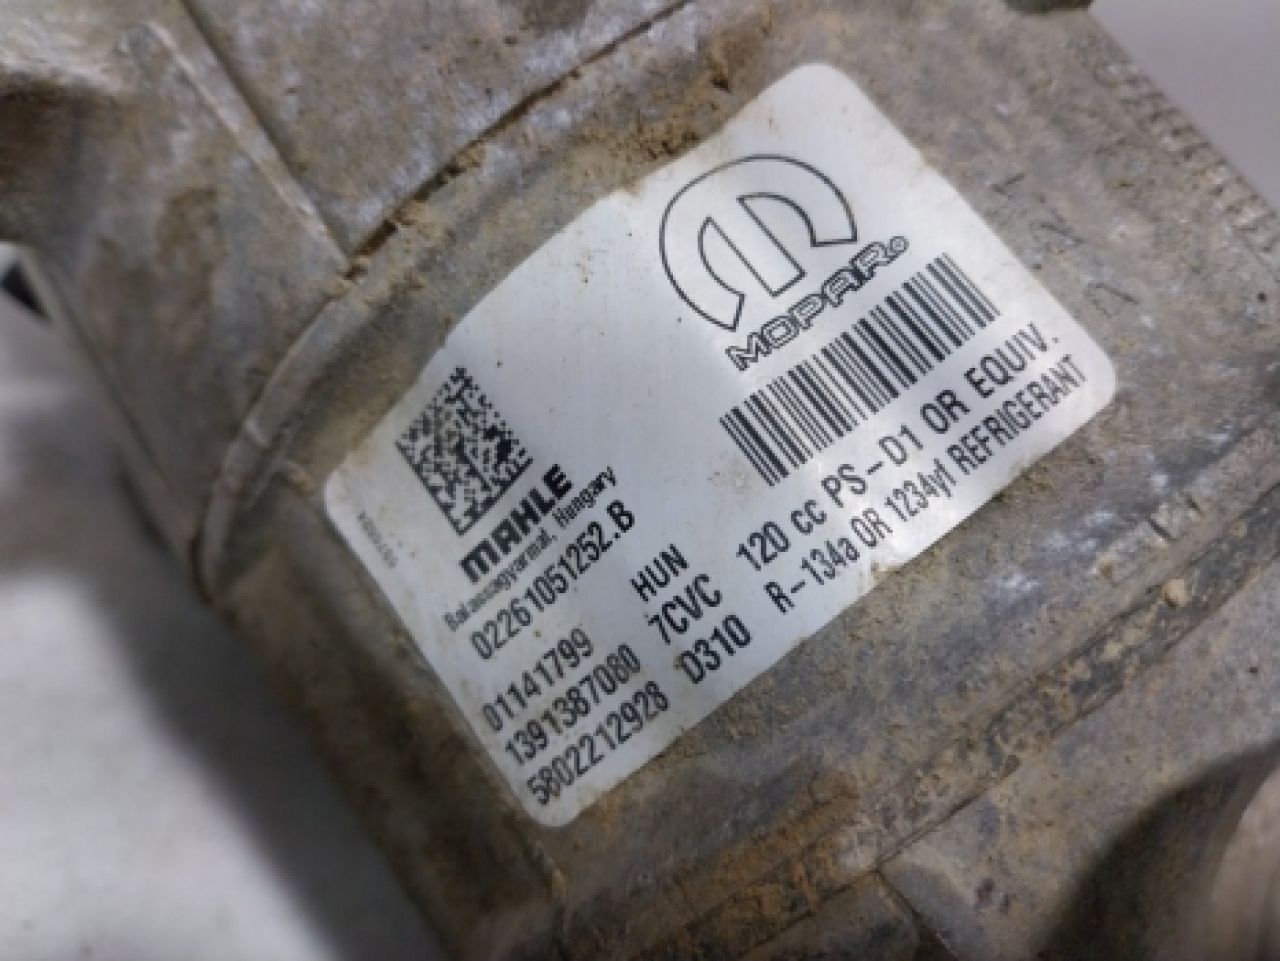 MOPAR®
MAHLE
Balassagyarmat, Hungary
02261051252.B
01141799 HUN
1391387080 7CVC 120 cc PS-D1 OR EQUIV.
5802212928 D310 R-134a OR 1234yf REFRIGERANT